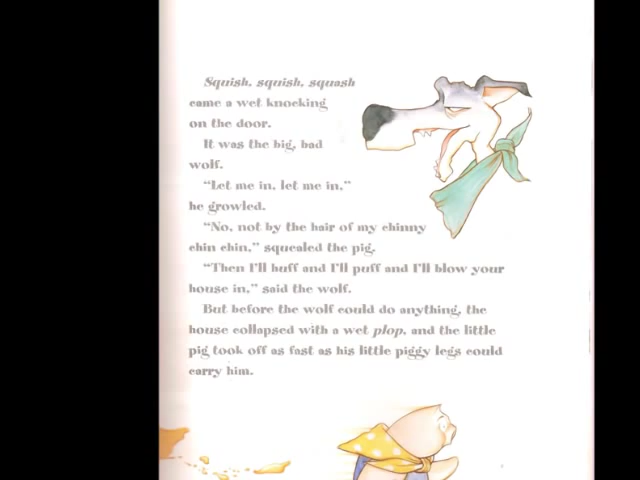 Squish, squish, squash
came a wet knocking
on the door.
It was the big, bad
wolf.
"Let me in, let me in,"
he growled.
"No, not by the hair of my chinny
chin chin," squealed the pig.
"Then I'll huff and I'll puff and I'll blow your
house in," said the wolf.
But before the wolf could do anything, the
house collapsed with a wet plop, and the little
pig took off as fast as his little piggy legs could
carry him.